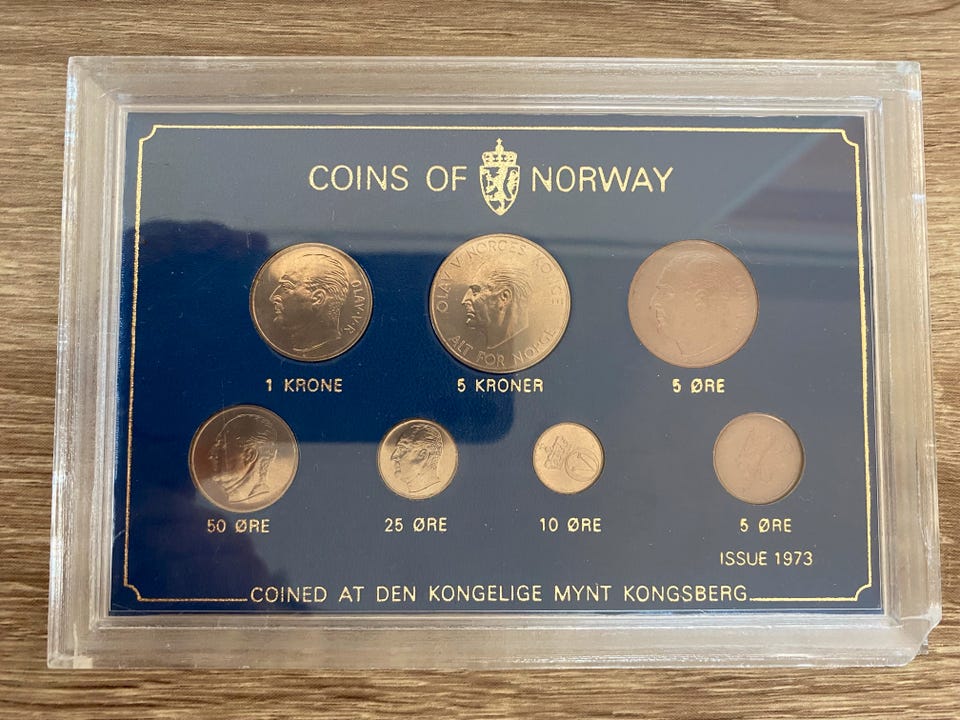 COINS OF NORWAY
OLAV·V·R
OLAV V NORGES KONGE
ALT FOR NORGE
1 KRONE
5 KRONER
5 ØRE
50 ØRE
25 ØRE
10 ØRE
5 ØRE
ISSUE 1973
COINED AT DEN KONGELIGE MYNT KONGSBERG